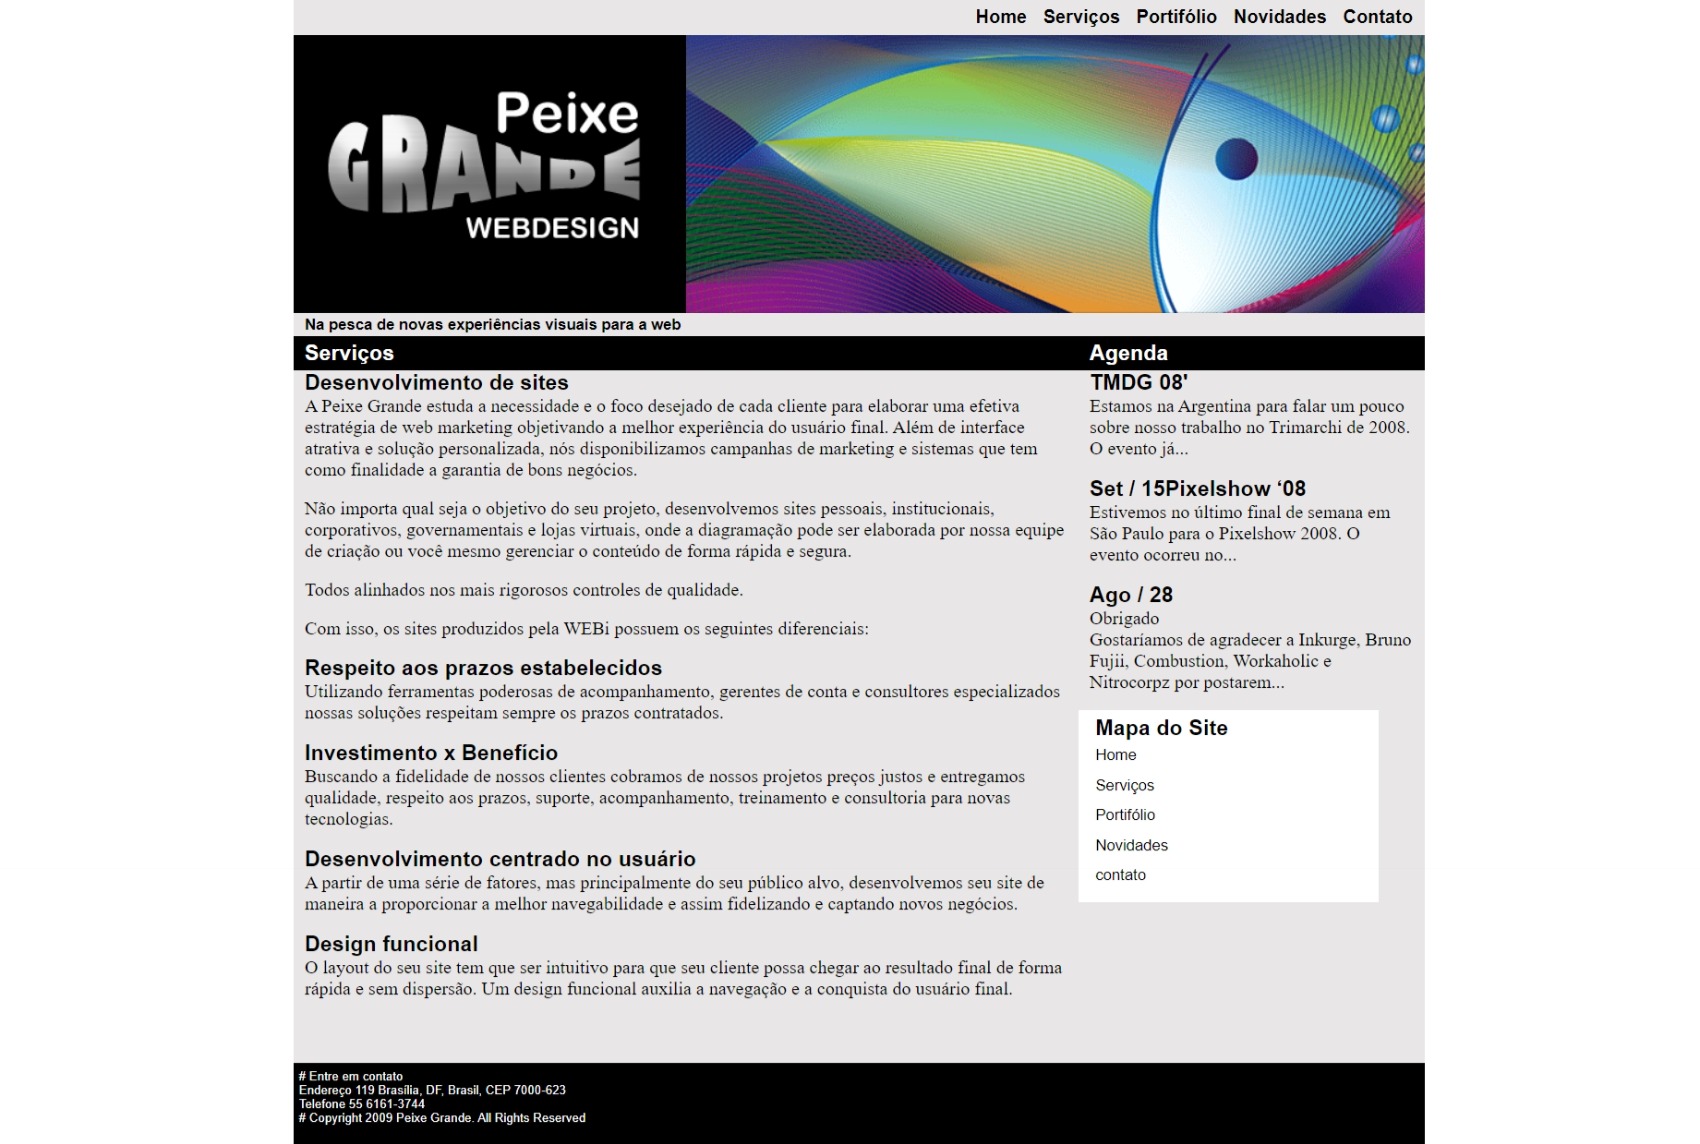 Home Serviços Portifólio Novidades Contato
Peixe
GRANDE
WEBDESIGN
Na pesca de novas experiências visuais para a web
Serviços
Desenvolvimento de sites
A Peixe Grande estuda a necessidade e o foco desejado de cada cliente para elaborar uma efetiva
estratégia de web marketing objetivando a melhor experiência do usuário final. Além de interface
atrativa e solução personalizada, nós disponibilizamos campanhas de marketing e sistemas que tem
como finalidade a garantia de bons negócios.
Não importa qual seja o objetivo do seu projeto, desenvolvemos sites pessoais, institucionais,
corporativos, governamentais e lojas virtuais, onde a diagramação pode ser elaborada por nossa equipe
de criação ou você mesmo gerenciar o conteúdo de forma rápida e segura.
Todos alinhados nos mais rigorosos controles de qualidade.
Com isso, os sites produzidos pela WEBi possuem os seguintes diferenciais:
Respeito aos prazos estabelecidos
Utilizando ferramentas poderosas de acompanhamento, gerentes de conta e consultores especializados
nossas soluções respeitam sempre os prazos contratados.
Investimento x Benefício
Buscando a fidelidade de nossos clientes cobramos de nossos projetos preços justos e entregamos
qualidade, respeito aos prazos, suporte, acompanhamento, treinamento e consultoria para novas
tecnologias.
Desenvolvimento centrado no usuário
A partir de uma série de fatores, mas principalmente do seu público alvo, desenvolvemos seu site de
maneira a proporcionar a melhor navegabilidade e assim fidelizando e captando novos negócios.
Design funcional
O layout do seu site tem que ser intuitivo para que seu cliente possa chegar ao resultado final de forma
rápida e sem dispersão. Um design funcional auxilia a navegação e a conquista do usuário final.
Agenda
TMDG 08'
Estamos na Argentina para falar um pouco
sobre nosso trabalho no Trimarchi de 2008.
O evento já...
Set / 15Pixelshow ‘08
Estivemos no último final de semana em
São Paulo para o Pixelshow 2008. O
evento ocorreu no...
Ago / 28
Obrigado
Gostaríamos de agradecer a Inkurge, Bruno
Fujii, Combustion, Workaholic e
Nitrocorpz por postarem...
Mapa do Site
Home
Serviços
Portifólio
Novidades
contato
# Entre em contato
Endereço 119 Brasília, DF, Brasil, CEP 7000-623
Telefone 55 6161-3744
# Copyright 2009 Peixe Grande. All Rights Reserved